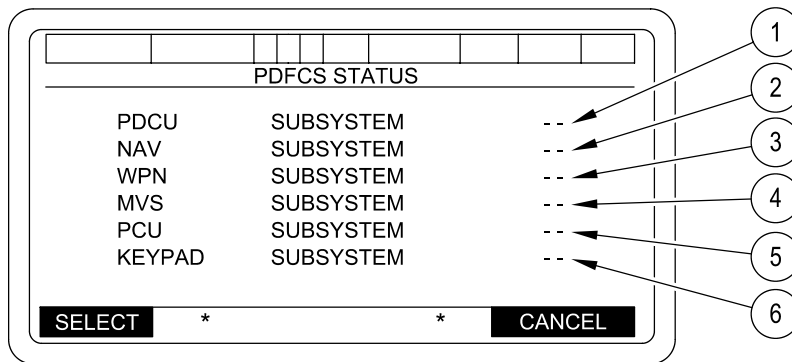 PDFCS STATUS
PDCU SUBSYSTEM - - 1
NAV SUBSYSTEM - - 2
WPN SUBSYSTEM - - 3
MVS SUBSYSTEM - - 4
PCU SUBSYSTEM - - 5
KEYPAD SUBSYSTEM - - 6
SELECT * * CANCEL